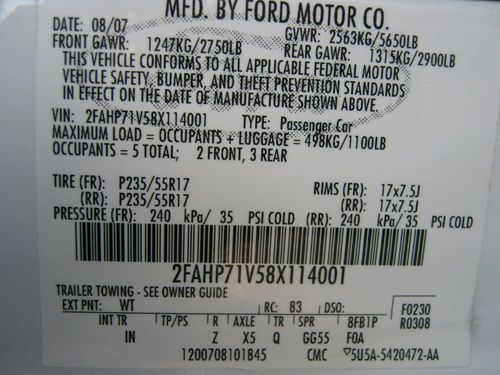 MFD. BY FORD MOTOR CO.
DATE: 08/07 GVWR: 2563KG/5650LB
FRONT GAWR: 1247KG/2750LB REAR GAWR: 1315KG/2900LB
THIS VEHICLE CONFORMS TO ALL APPLICABLE FEDERAL MOTOR
VEHICLE SAFETY, BUMPER, AND THEFT PREVENTION STANDARDS
IN EFFECT ON THE DATE OF MANUFACTURE SHOWN ABOVE.
VIN: 2FAHP71V58X114001 TYPE: Passenger Car
MAXIMUM LOAD = OCCUPANTS + LUGGAGE = 498KG/1100LB
OCCUPANTS = 5 TOTAL; 2 FRONT, 3 REAR
TIRE (FR): P235/55R17 RIMS (FR): 17x7.5J
(RR): P235/55R17 (RR): 17x7.5J
PRESSURE (FR): 240 kPa/ 35 PSI COLD (RR): 240 kPa/ 35 PSI COLD
2FAHP71V58X114001
TRAILER TOWING - SEE OWNER GUIDE
EXT PNT: WT RC: 83 DSO: F0230
INT TR TP/PS R AXLE TR SPR 8FB1P R0308
IN Z X5 Q GG55 F0A
1200708101845 CMC ▽5U5A-5420472-AA